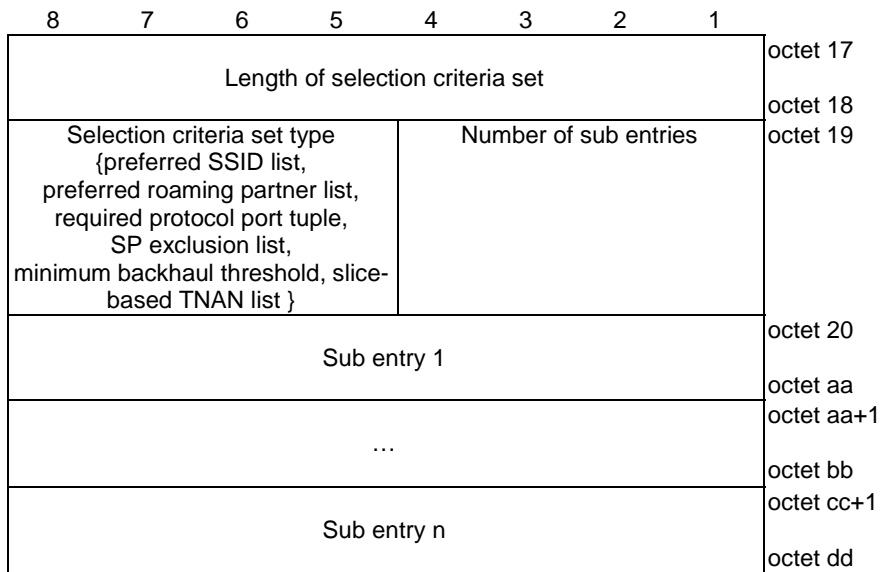 8 7 6 5 4 3 2 1
Length of selection criteria set
octet 17
octet 18
Selection criteria set type
{preferred SSID list,
preferred roaming partner list,
required protocol port tuple,
SP exclusion list,
minimum backhaul threshold, slice-
based TNAN list }
Number of sub entries
octet 19
Sub entry 1
octet 20
octet aa
…
octet aa+1
octet bb
Sub entry n
octet cc+1
octet dd